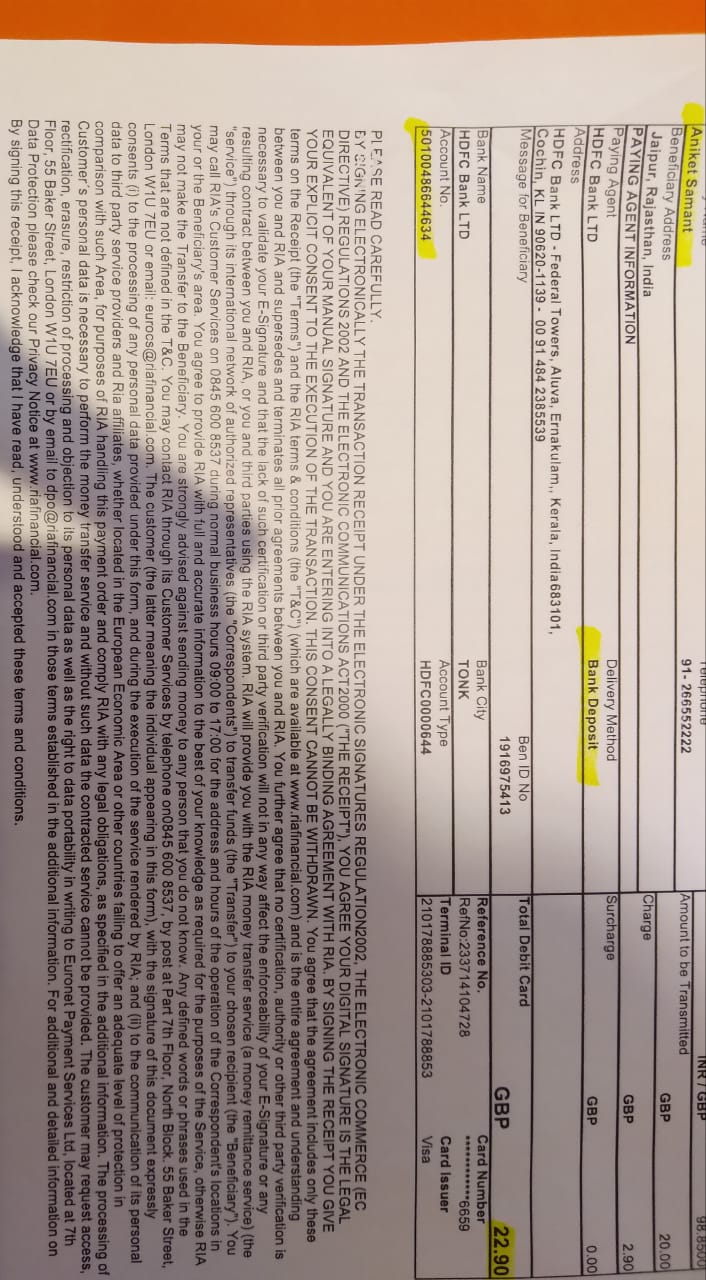 Telephone
INR / GBP
98.8500
Aniket Samant
91- 266552222
Amount to be Transmitted
GBP
20.00
Beneficiary Address
Jaipur, Rajasthan, India
Charge
GBP
2.90
PAYING AGENT INFORMATION
Paying Agent
Delivery Method
Surcharge
HDFC Bank LTD
Bank Deposit
GBP
0.00
Address
HDFC Bank LTD - Federal Towers, Aluva, Ernakulam,, Kerala, India683101,
Cochin, KL IN 90620-1139 - 00 91 484 2385539
Message for Beneficiary
Ben ID No
Total Debit Card
1916975413
GBP
22.90
Bank Name
Bank City
Reference No.
Card Number
HDFC Bank LTD
TONK
RefNo:233714104728
************6659
Account No.
Account Type
Terminal ID
Card Issuer
50100486644634
HDFC0000644
210178885303-2101788853
Visa
PLEASE READ CAREFULLY.
BY SIGNING ELECTRONICALLY THE TRANSACTION RECEIPT UNDER THE ELECTRONIC SIGNATURES REGULATION2002, THE ELECTRONIC COMMERCE (EC
DIRECTIVE) REGULATIONS 2002 AND THE ELECTRONIC COMMUNICATIONS ACT2000 ("THE RECEIPT"), YOU AGREE YOUR DIGITAL SIGNATURE IS THE LEGAL
EQUIVALENT OF YOUR MANUAL SIGNATURE AND YOU ARE ENTERING INTO A LEGALLY BINDING AGREEMENT WITH RIA. BY SIGNING THE RECEIPT YOU GIVE
YOUR EXPLICIT CONSENT TO THE EXECUTION OF THE TRANSACTION. THIS CONSENT CANNOT BE WITHDRAWN. You agree that the agreement includes only these
terms on the Receipt (the "Terms") and the RIA terms & conditions (the "T&C") (which are available at www.riafinancial.com) and is the entire agreement and understanding
between you and RIA and supersedes and terminates all prior agreements between you and RIA. You further agree that no certification, authority or other third party verification is
necessary to validate your E-Signature and that the lack of such certification or third party verification will not in any way affect the enforceability of your E-Signature or any
resulting contract between you and RIA, or you and third parties using the RIA system. RIA will provide you with the RIA money transfer service (a money remittance service) (the
"service") through its international network of authorized representatives (the "Correspondents") to transfer funds (the "Transfer") to your chosen recipient (the "Beneficiary"). You
may call RIA's Customer Services on 0845 600 8537 during normal business hours 09:00 to 17:00 for the address and hours of the operation of the Correspondent's locations in
your or the Beneficiary's area. You agree to provide RIA with full and accurate information to the best of your knowledge as required for the purposes of the Service, otherwise RIA
may not make the Transfer to the Beneficiary. You are strongly advised against sending money to any person that you do not know. Any defined words or phrases used in the
Terms that are not defined in the T&C. You may contact RIA through its Customer Services by telephone on0845 600 8537, by post at Part 7th Floor, North Block. 55 Baker Street,
London W1U 7EU or email: eurocs@riafinancial.com. The customer (the latter meaning the individual appearing in this form), with the signature of this document expressly
consents (i) to the processing of any personal data provided under this form, and during the execution of the service rendered by RIA; and (ii) to the communication of its personal
data to third party service providers and Ria affiliates, whether located in the European Economic Area or other countries failing to offer an adequate level of protection in
comparison with such Area, for purposes of RIA handling this payment order and comply RIA with any legal obligations, as specified in the additional information. The processing of
Customer's personal data is necessary to perform the money transfer service and without such data the contracted service cannot be provided. The customer may request access,
rectification, erasure, restriction of processing and objection to its personal data as well as the right to data portability in writing to Euronet Payment Services Ltd, located at 7th
Floor, 55 Baker Street, London W1U 7EU or by email to dpo@riafinancial.com in those terms established in the additional information. For additional and detailed information on
Data Protection please check our Privacy Notice at www.riafinancial.com.
By signing this receipt, I acknowledge that I have read, understood and accepted these terms and conditions.